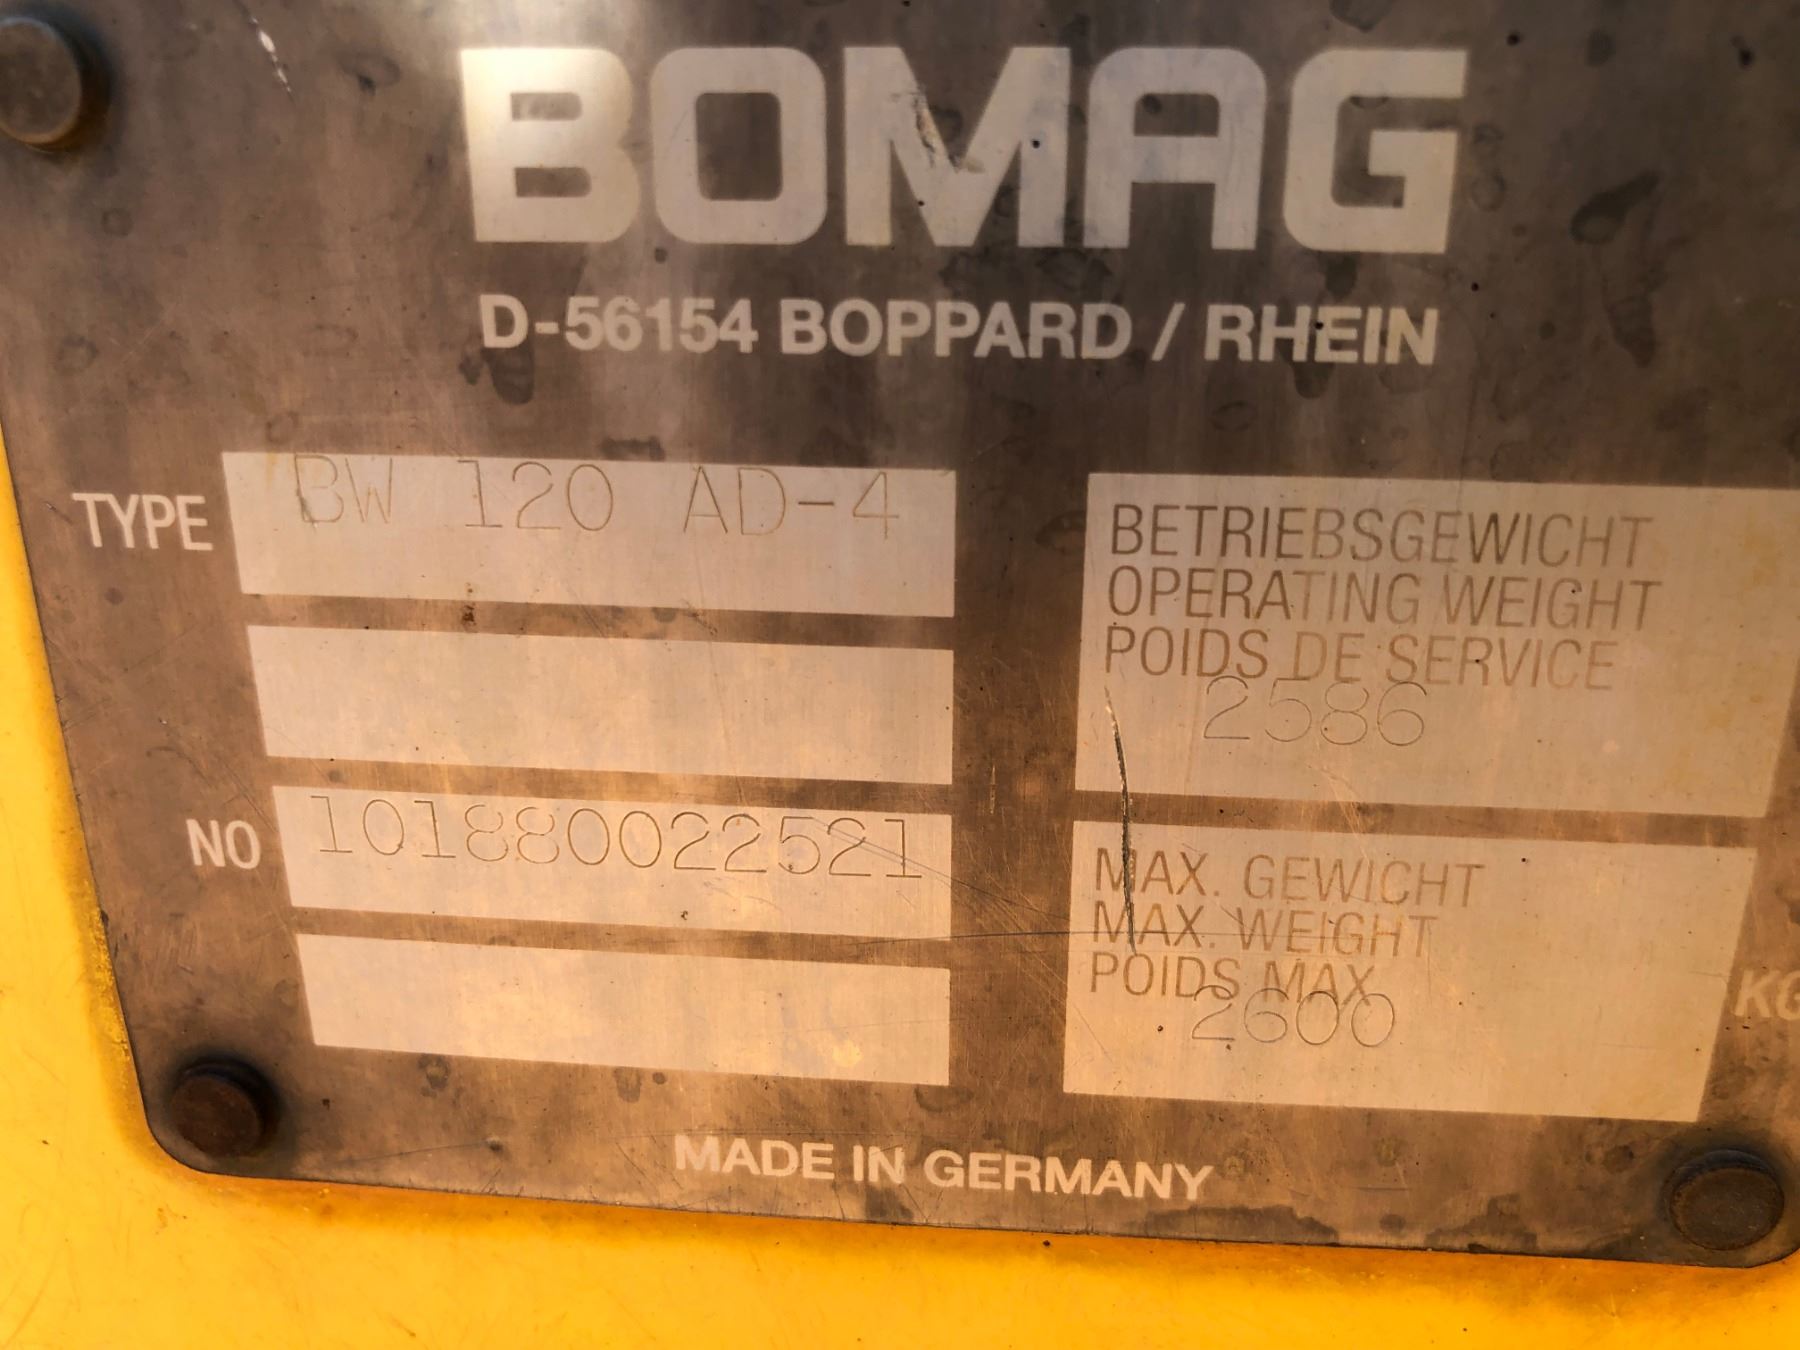 BOMAG
D-56154 BOPPARD / RHEIN
TYPE BW 120 AD-4
NO 101880022521
BETRIEBSGEWICHT
OPERATING WEIGHT
POIDS DE SERVICE
2586
MAX. GEWICHT
MAX. WEIGHT
POIDS MAX
2600 KG
MADE IN GERMANY